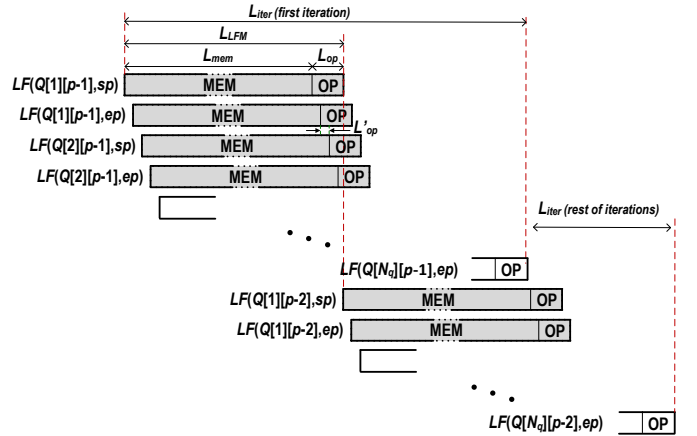 L_iter (first iteration)
L_LFM
L_mem L_op
LF(Q[1][p-1],sp) MEM OP
LF(Q[1][p-1],ep) MEM OP
L'_op
LF(Q[2][p-1],sp) MEM OP
LF(Q[2][p-1],ep) MEM OP
L_iter (rest of iterations)
LF(Q[N_q][p-1],ep) OP
LF(Q[1][p-2],sp) MEM OP
LF(Q[1][p-2],ep) MEM OP
LF(Q[N_q][p-2],ep) OP